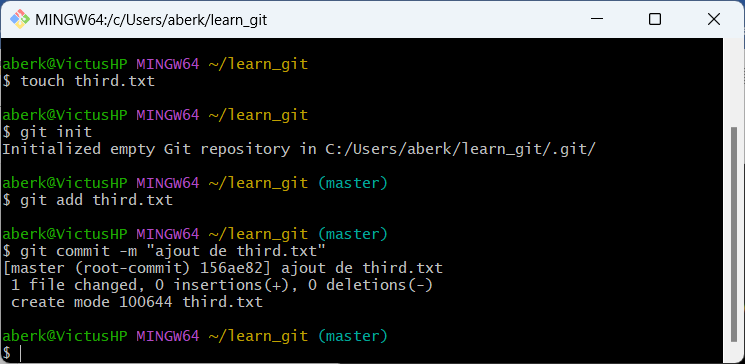 MINGW64:/c/Users/aberk/learn_git
aberk@VictusHP MINGW64 ~/learn_git
$ touch third.txt
aberk@VictusHP MINGW64 ~/learn_git
$ git init
Initialized empty Git repository in C:/Users/aberk/learn_git/.git/
aberk@VictusHP MINGW64 ~/learn_git (master)
$ git add third.txt
aberk@VictusHP MINGW64 ~/learn_git (master)
$ git commit -m "ajout de third.txt"
[master (root-commit) 156ae82] ajout de third.txt
 1 file changed, 0 insertions(+), 0 deletions(-)
 create mode 100644 third.txt
aberk@VictusHP MINGW64 ~/learn_git (master)
$